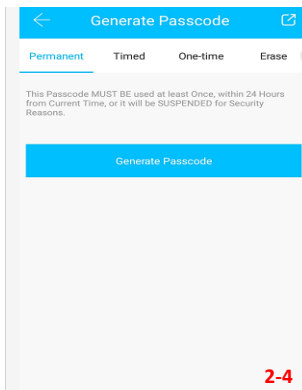 Generate Passcode
Permanent Timed One-time Erase
This Passcode MUST BE used at least Once, within 24 Hours
from Current Time, or it will be SUSPENDED for Security
Reasons.
Generate Passcode
2-4